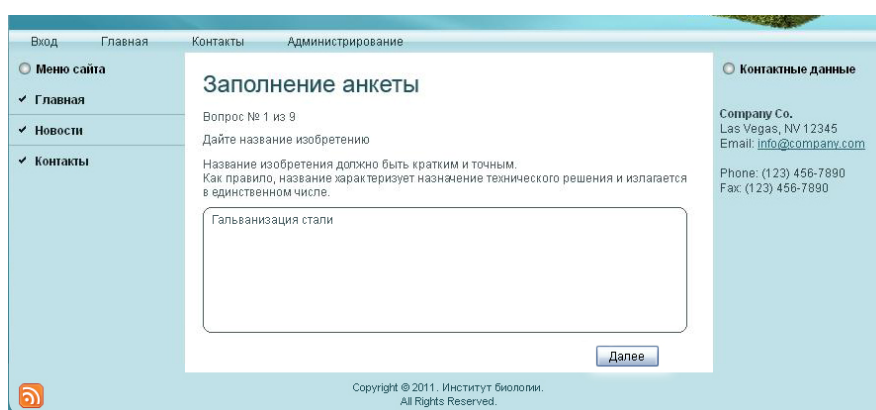 Вход Главная Контакты Администрирование
Меню сайта
Главная
Новости
Контакты
Заполнение анкеты
Вопрос № 1 из 9
Дайте название изобретению
Название изобретения должно быть кратким и точным.
Как правило, название характеризует назначение технического решения и излагается
в единственном числе.
Гальванизация стали
Далее
Контактные данные
Company Co.
Las Vegas, NV 12345
Email: info@company.com
Phone: (123) 456-7890
Fax: (123) 456-7890
Copyright © 2011. Институт биологии.
All Rights Reserved.